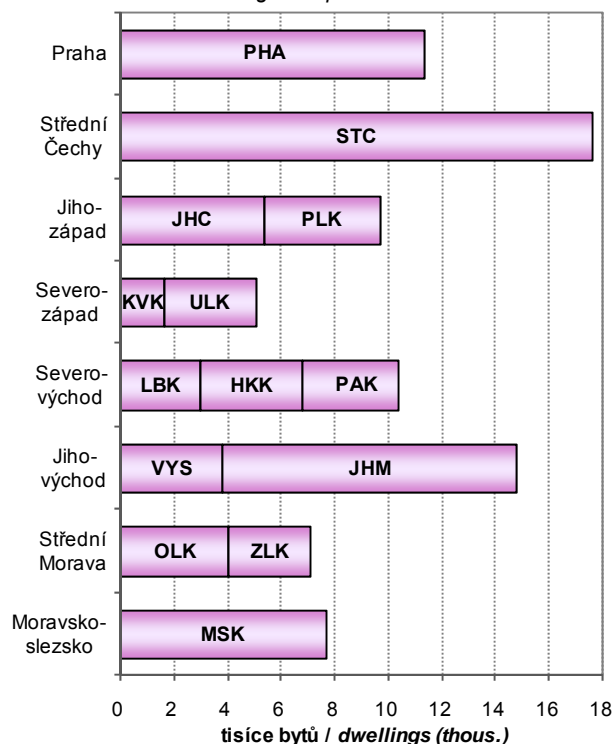 Praha
PHA
Střední
Čechy
STC
Jiho-
západ
JHC PLK
Severo-
západ
KVK ULK
Severo-
východ
LBK HKK PAK
Jiho-
východ
VYS JHM
Střední
Morava
OLK ZLK
Moravsko-
slezsko
MSK
0 2 4 6 8 10 12 14 16 18
tisíce bytů / dwellings (thous.)